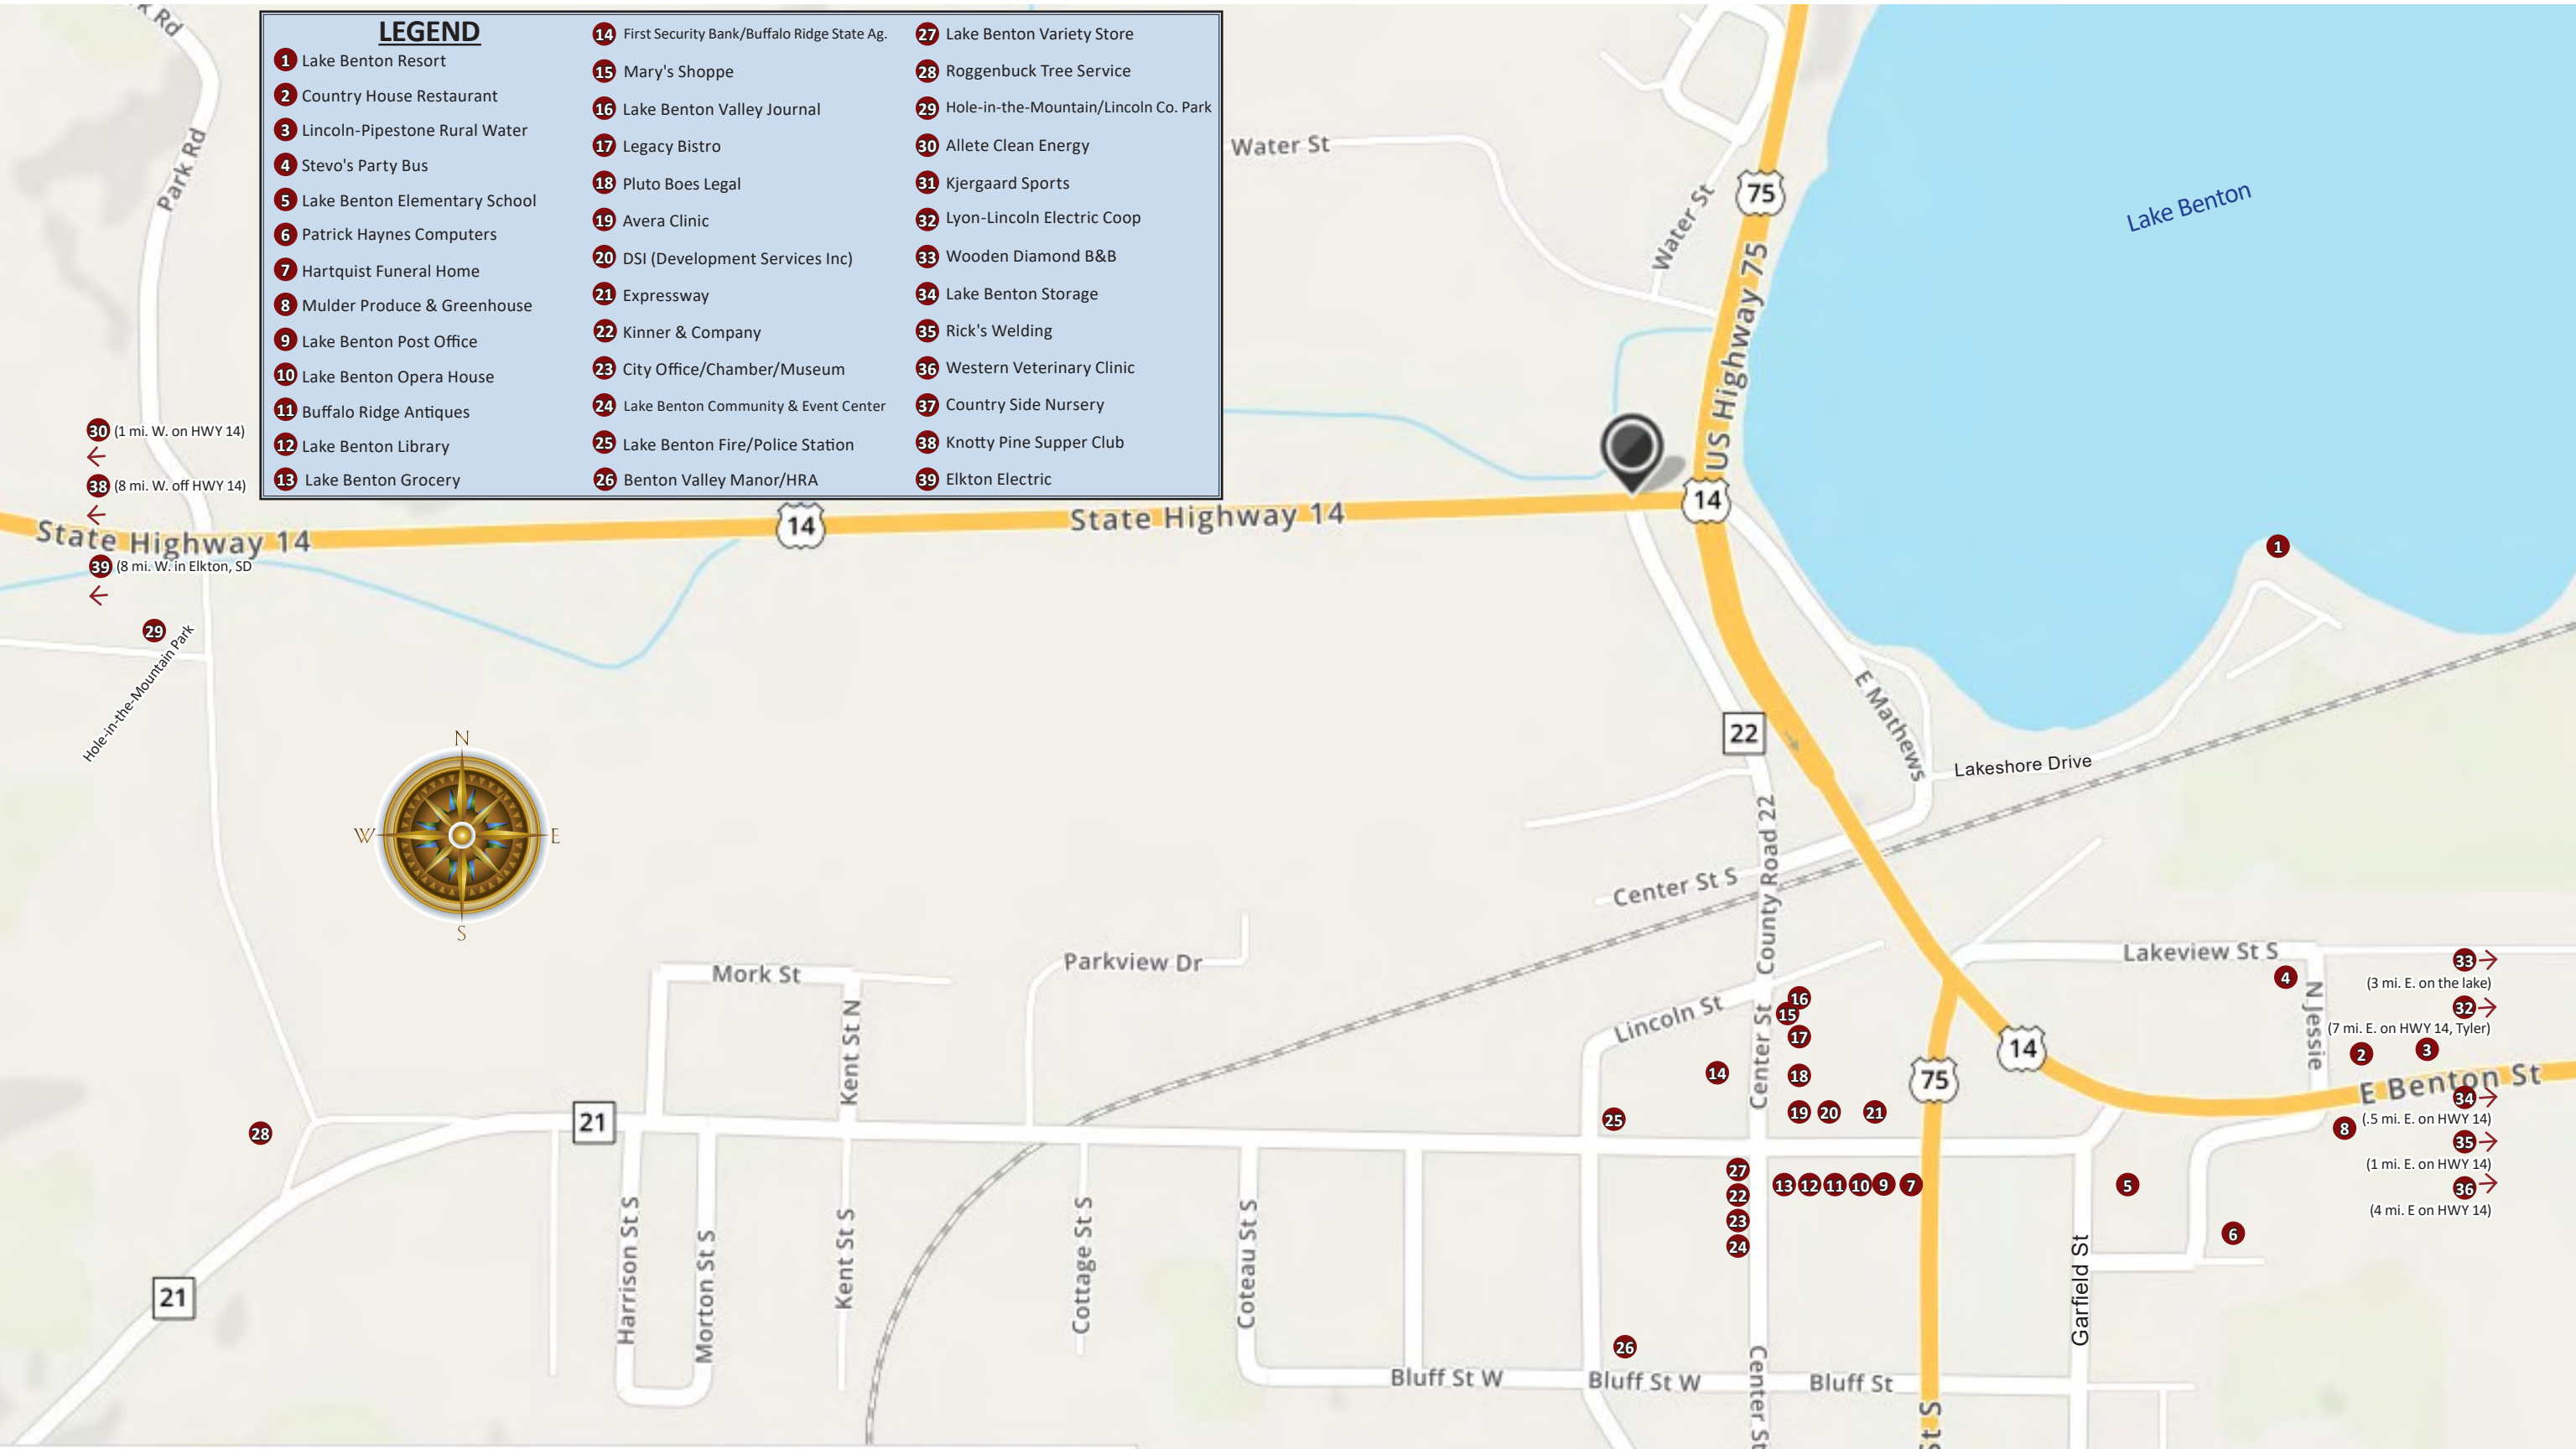 LEGEND
1 Lake Benton Resort
2 Country House Restaurant
3 Lincoln-Pipestone Rural Water
4 Stevo's Party Bus
5 Lake Benton Elementary School
6 Patrick Haynes Computers
7 Hartquist Funeral Home
8 Mulder Produce & Greenhouse
9 Lake Benton Post Office
10 Lake Benton Opera House
11 Buffalo Ridge Antiques
12 Lake Benton Library
13 Lake Benton Grocery
14 First Security Bank/Buffalo Ridge State Ag.
15 Mary's Shoppe
16 Lake Benton Valley Journal
17 Legacy Bistro
18 Pluto Boes Legal
19 Avera Clinic
20 DSI (Development Services Inc)
21 Expressway
22 Kinner & Company
23 City Office/Chamber/Museum
24 Lake Benton Community & Event Center
25 Lake Benton Fire/Police Station
26 Benton Valley Manor/HRA
27 Lake Benton Variety Store
28 Roggenbuck Tree Service
29 Hole-in-the-Mountain/Lincoln Co. Park
30 Allete Clean Energy
31 Kjergaard Sports
32 Lyon-Lincoln Electric Coop
33 Wooden Diamond B&B
34 Lake Benton Storage
35 Rick's Welding
36 Western Veterinary Clinic
37 Country Side Nursery
38 Knotty Pine Supper Club
39 Elkton Electric
k Rd
Park Rd
Water St
Water St
75
US Highway 75
Lake Benton
30 (1 mi. W. on HWY 14)
38 (8 mi. W. off HWY 14)
State Highway 14
14
State Highway 14
14
39 (8 mi. W. in Elkton, SD
1
29
Hole-in-the-Mountain Park
N
W
E
S
22
E Mathews
Lakeshore Drive
County Road 22
Center St S
Mork St
Parkview Dr
Kent St N
Lincoln St
Center St
Lakeview St S
N Jessie
33
(3 mi. E. on the lake)
4
32
(7 mi. E. on HWY 14, Tyler)
16
15
17
14
18
19 20 21
75
14
2
3
E Benton St
34
(.5 mi. E. on HWY 14)
8
35
(1 mi. E. on HWY 14)
36
(4 mi. E on HWY 14)
28
21
25
27
22
23
24
13 12 11 10 9 7
5
6
21
Harrison St S
Morton St S
Kent St S
Cottage St S
Coteau St S
Garfield St
26
Bluff St W
Bluff St W
Bluff St
Center St
St S